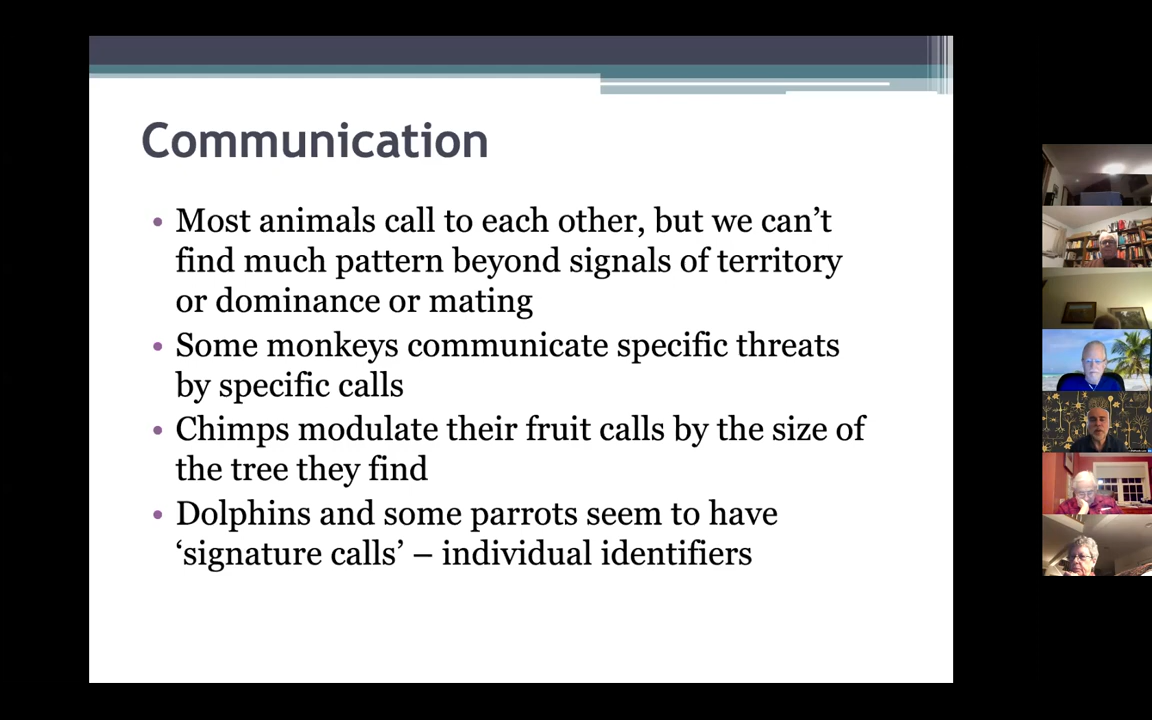 Communication
• Most animals call to each other, but we can’t
find much pattern beyond signals of territory
or dominance or mating
• Some monkeys communicate specific threats
by specific calls
• Chimps modulate their fruit calls by the size of
the tree they find
• Dolphins and some parrots seem to have
‘signature calls’ – individual identifiers